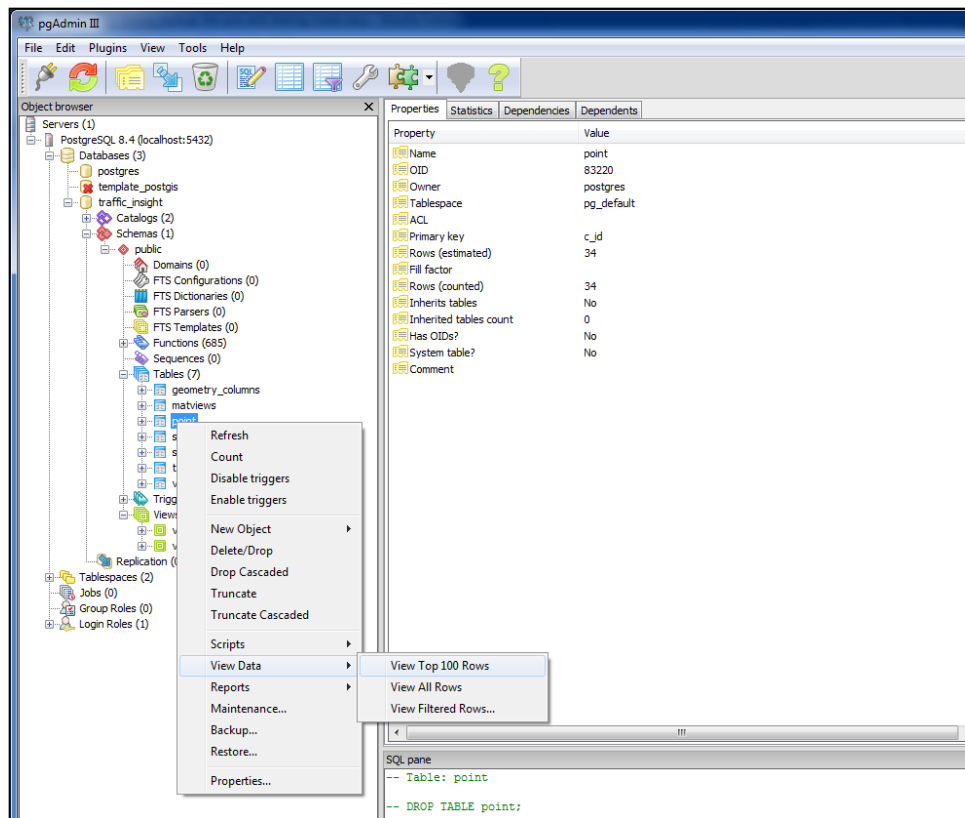 pgAdmin III
File Edit Plugins View Tools Help
Object browser
Servers (1)
PostgreSQL 8.4 (localhost:5432)
Databases (3)
postgres
template_postgis
traffic_insight
Catalogs (2)
Schemas (1)
public
Domains (0)
FTS Configurations (0)
FTS Dictionaries (0)
FTS Parsers (0)
FTS Templates (0)
Functions (685)
Sequences (0)
Tables (7)
geometry_columns
matviews
point
s
s
t
v
Trigg
Views
v
v
Replication (0
Tablespaces (2)
Jobs (0)
Group Roles (0)
Login Roles (1)
Refresh
Count
Disable triggers
Enable triggers
New Object
Delete/Drop
Drop Cascaded
Truncate
Truncate Cascaded
Scripts
View Data
Reports
Maintenance...
Backup...
Restore...
Properties...
View Top 100 Rows
View All Rows
View Filtered Rows...
Properties Statistics Dependencies Dependents
Property Value
Name point
OID 83220
Owner postgres
Tablespace pg_default
ACL
Primary key c_id
Rows (estimated) 34
Fill factor
Rows (counted) 34
Inherits tables No
Inherited tables count 0
Has OIDs? No
System table? No
Comment
SQL pane
-- Table: point
-- DROP TABLE point;